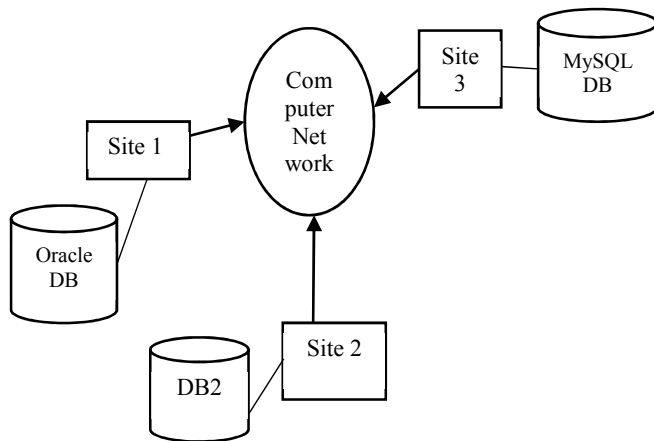 Com
puter
Net
work
Site
3
MySQL
DB
Site 1
Oracle
DB
Site 2
DB2